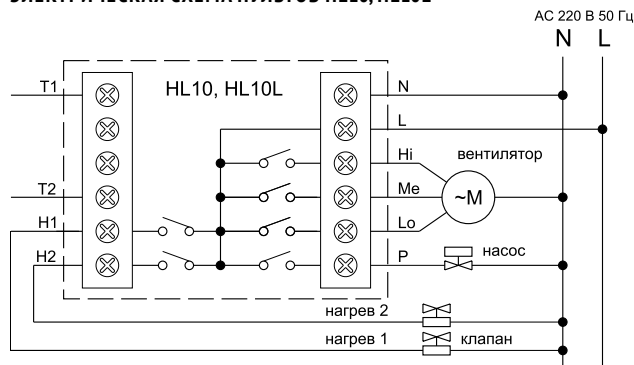 AC 220 В 50 Гц
N L
T1
HL10, HL10L
N
L
Hi
вентилятор
T2
Me
~M
H1
Lo
H2
P
насос
нагрев 2
нагрев 1
клапан